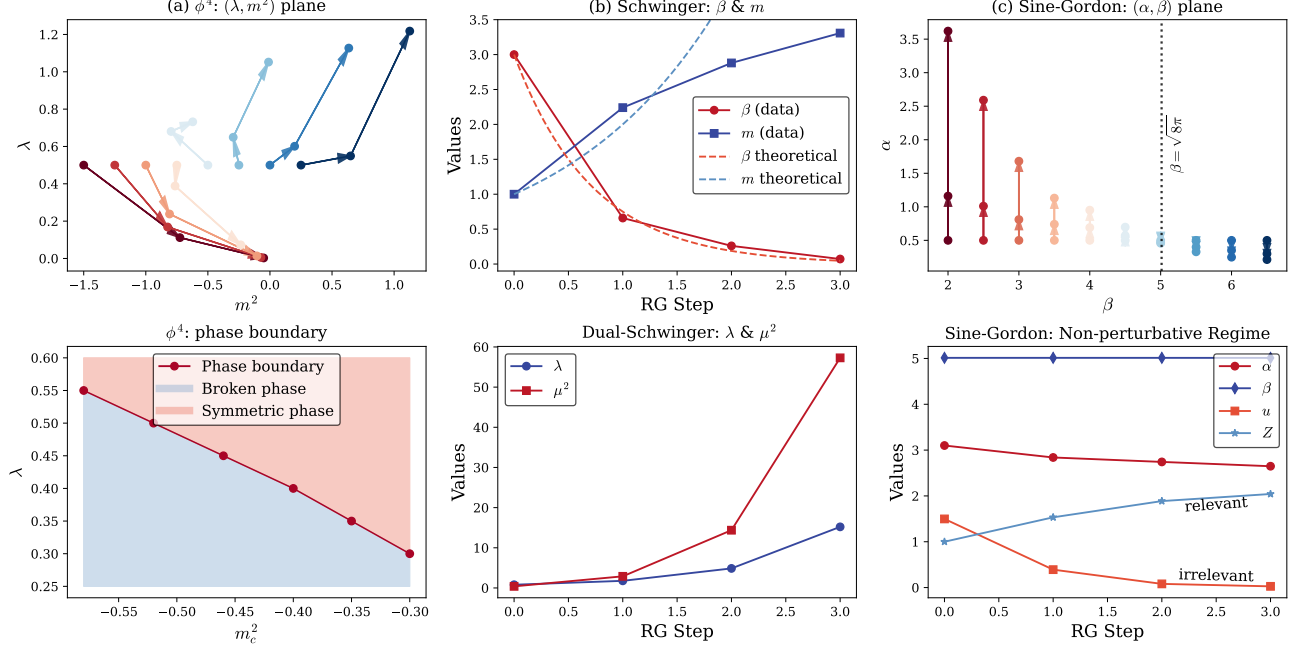 (a) ϕ⁴: (λ, m²) plane
1.2
1.0
0.8
0.6
0.4
0.2
0.0
λ
−1.5
−1.0
−0.5
0.0
0.5
1.0
m²
(b) Schwinger: β & m
3.5
3.0
2.5
2.0
1.5
1.0
0.5
0.0
Values
β (data)
m (data)
β theoretical
m theoretical
0.0
0.5
1.0
1.5
2.0
2.5
3.0
RG Step
(c) Sine-Gordon: (α, β) plane
3.5
3.0
2.5
2.0
1.5
1.0
0.5
α
β = √8π
2
3
4
5
6
β
ϕ⁴: phase boundary
0.60
0.55
0.50
0.45
0.40
0.35
0.30
0.25
λ
Phase boundary
Broken phase
Symmetric phase
−0.55
−0.50
−0.45
−0.40
−0.35
−0.30
m²c
Dual-Schwinger: λ & μ²
60
50
40
30
20
10
0
Values
λ
μ²
0.0
0.5
1.0
1.5
2.0
2.5
3.0
RG Step
Sine-Gordon: Non-perturbative Regime
5
4
3
2
1
0
Values
α
β
u
Z
relevant
irrelevant
0.0
0.5
1.0
1.5
2.0
2.5
3.0
RG Step